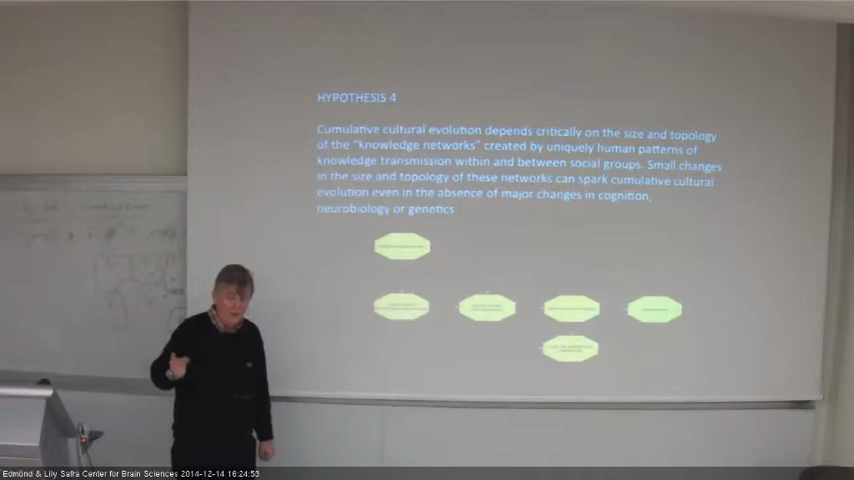 HYPOTHESIS 4
Cumulative cultural evolution depends critically on the size and topology
of the “knowledge networks” created by uniquely human patterns of
knowledge transmission within and between social groups. Small changes
in the size and topology of these networks can spark cumulative cultural
evolution even in the absence of major changes in cognition,
neurobiology or genetics
Edmond & Lily Safra Center for Brain Sciences 2014-12-14 16:24:53